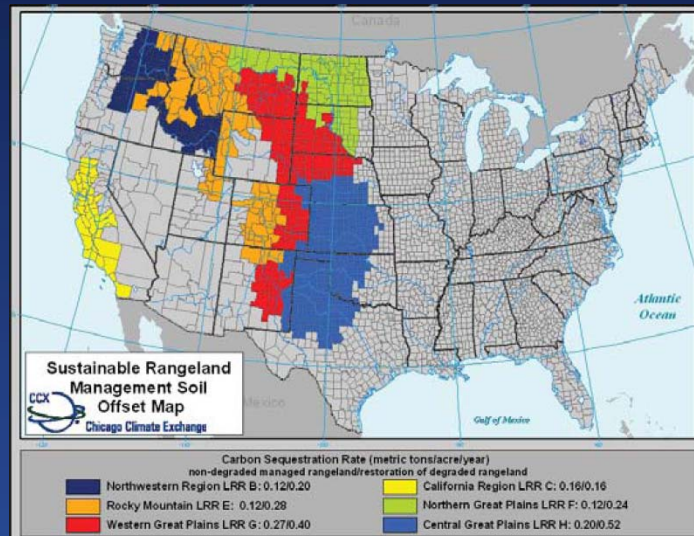 Canada
Atlantic
Ocean
Mexico
Gulf of Mexico
Sustainable Rangeland
Management Soil
Offset Map
CCX
Chicago Climate Exchange
Carbon Sequestration Rate (metric tons/acre/year)
non-degraded managed rangeland/restoration of degraded rangeland
Northwestern Region LRR B: 0.12/0.20
California Region LRR C: 0.16/0.16
Rocky Mountain LRR E: 0.12/0.28
Northern Great Plains LRR F: 0.12/0.24
Western Great Plains LRR G: 0.27/0.40
Central Great Plains LRR H: 0.20/0.52